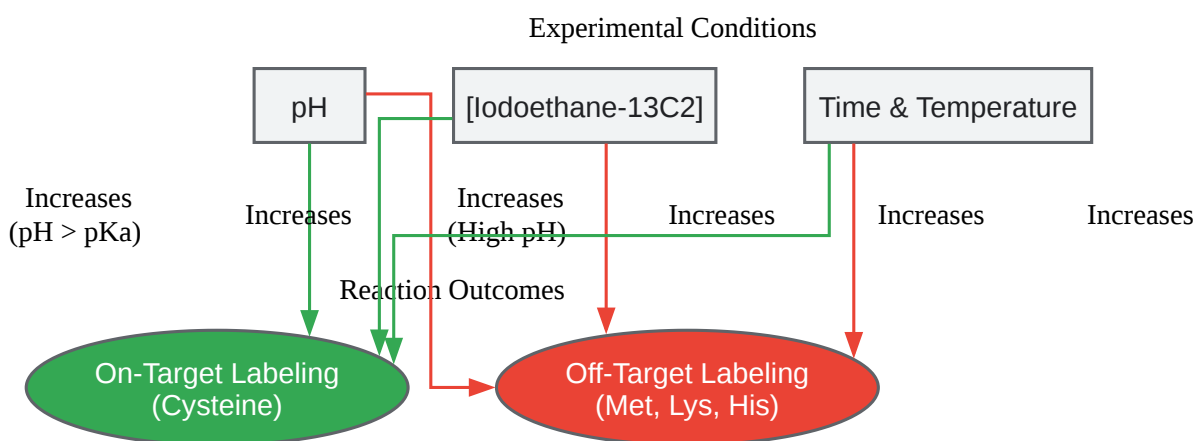 Experimental Conditions
pH
[Iodoethane-13C2]
Time & Temperature
Increases
(pH > pKa)
Increases
Increases
(High pH)
Increases
Increases
Increases
Reaction Outcomes
On-Target Labeling
(Cysteine)
Off-Target Labeling
(Met, Lys, His)